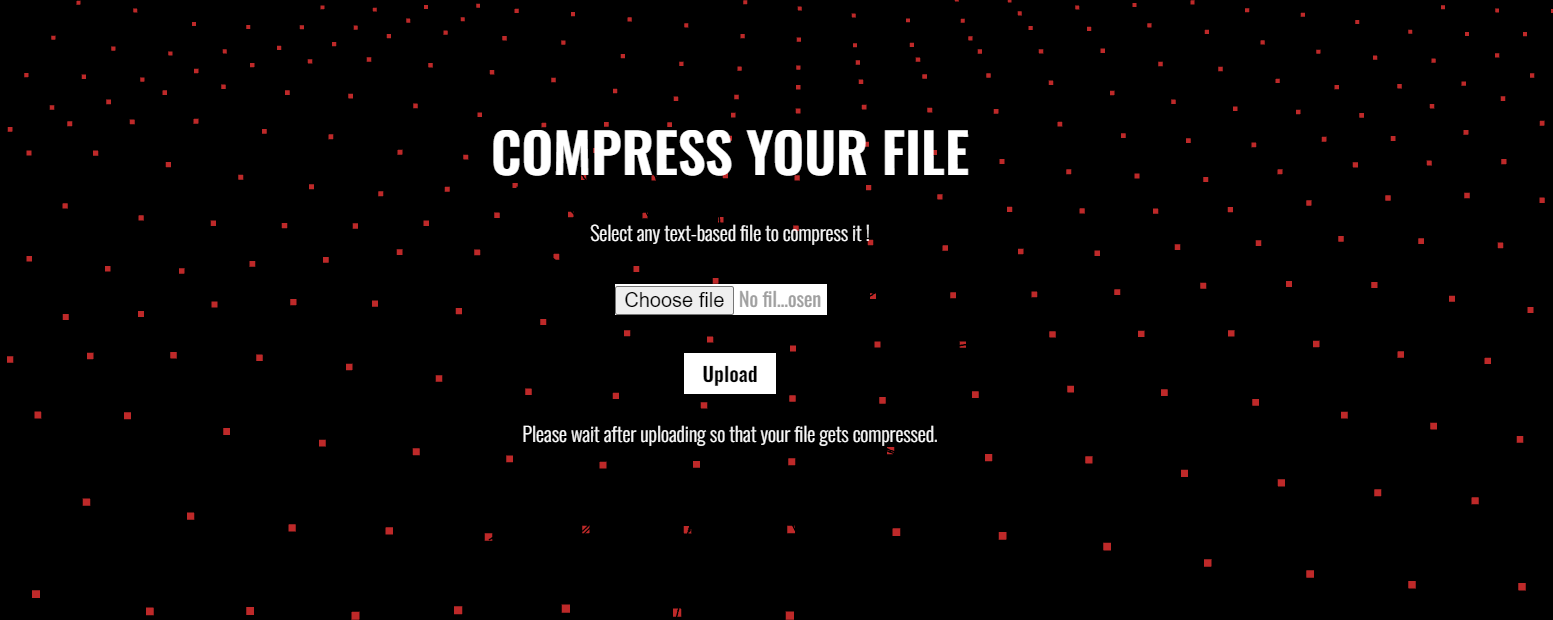 COMPRESS YOUR FILE
Select any text-based file to compress it !
Choose file No fil...osen
Upload
Please wait after uploading so that your file gets compressed.